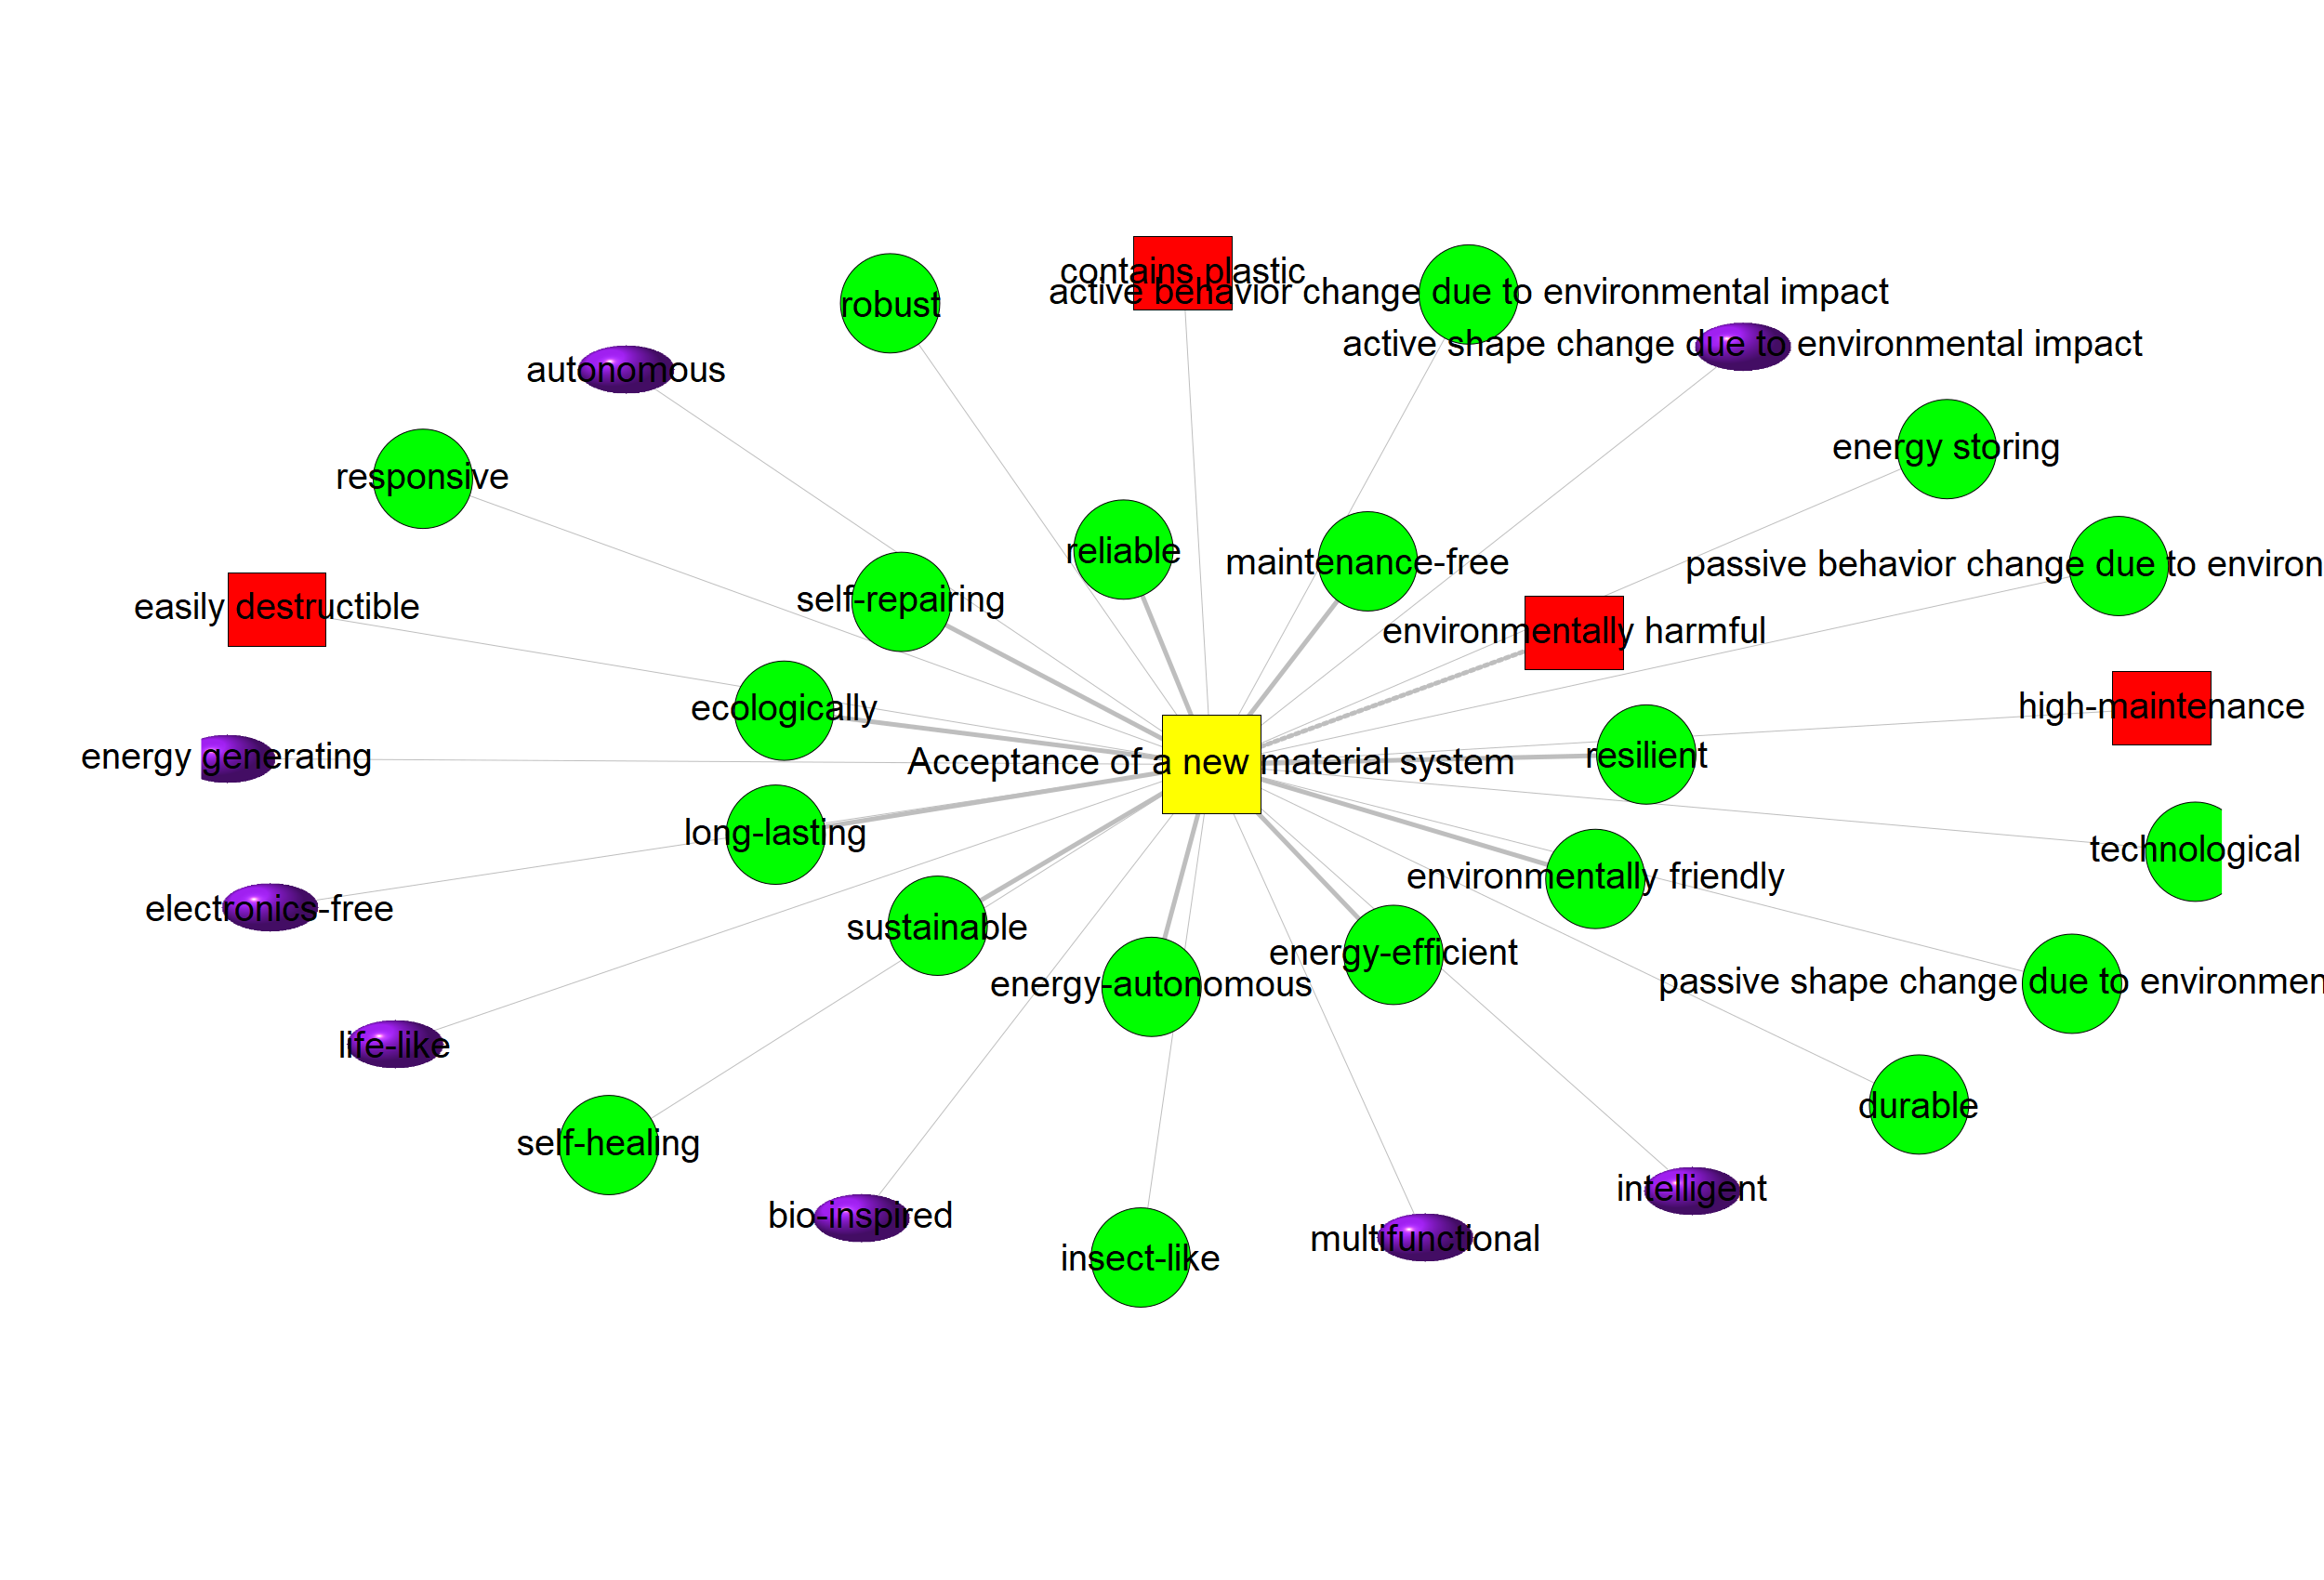 contains plastic
active behavior change due to environmental impact
robust
active shape change due to environmental impact
autonomous
energy storing
responsive
reliable
maintenance-free
passive behavior change due to environ
self-repairing
easily destructible
environmentally harmful
ecologically
high-maintenance
energy generating
Acceptance of a new material system
resilient
long-lasting
technological
environmentally friendly
electronics-free
sustainable
energy-efficient
energy-autonomous
passive shape change due to environmen
life-like
durable
self-healing
intelligent
bio-inspired
multifunctional
insect-like